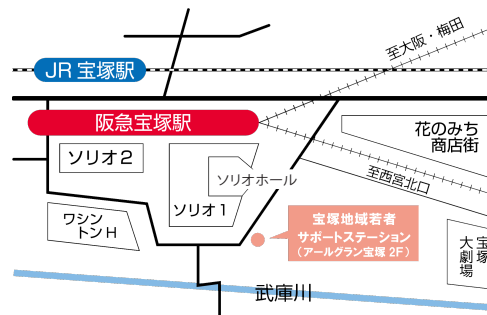 至大阪・梅田
JR 宝塚駅
阪急宝塚駅
花のみち
商店街
ソリオ2
ソリオホール
至西宮北口
ソリオ1
ワシン
トンH
宝塚地域若者
サポートステーション
（アールグラン宝塚 2F）
宝塚
大劇場
武庫川